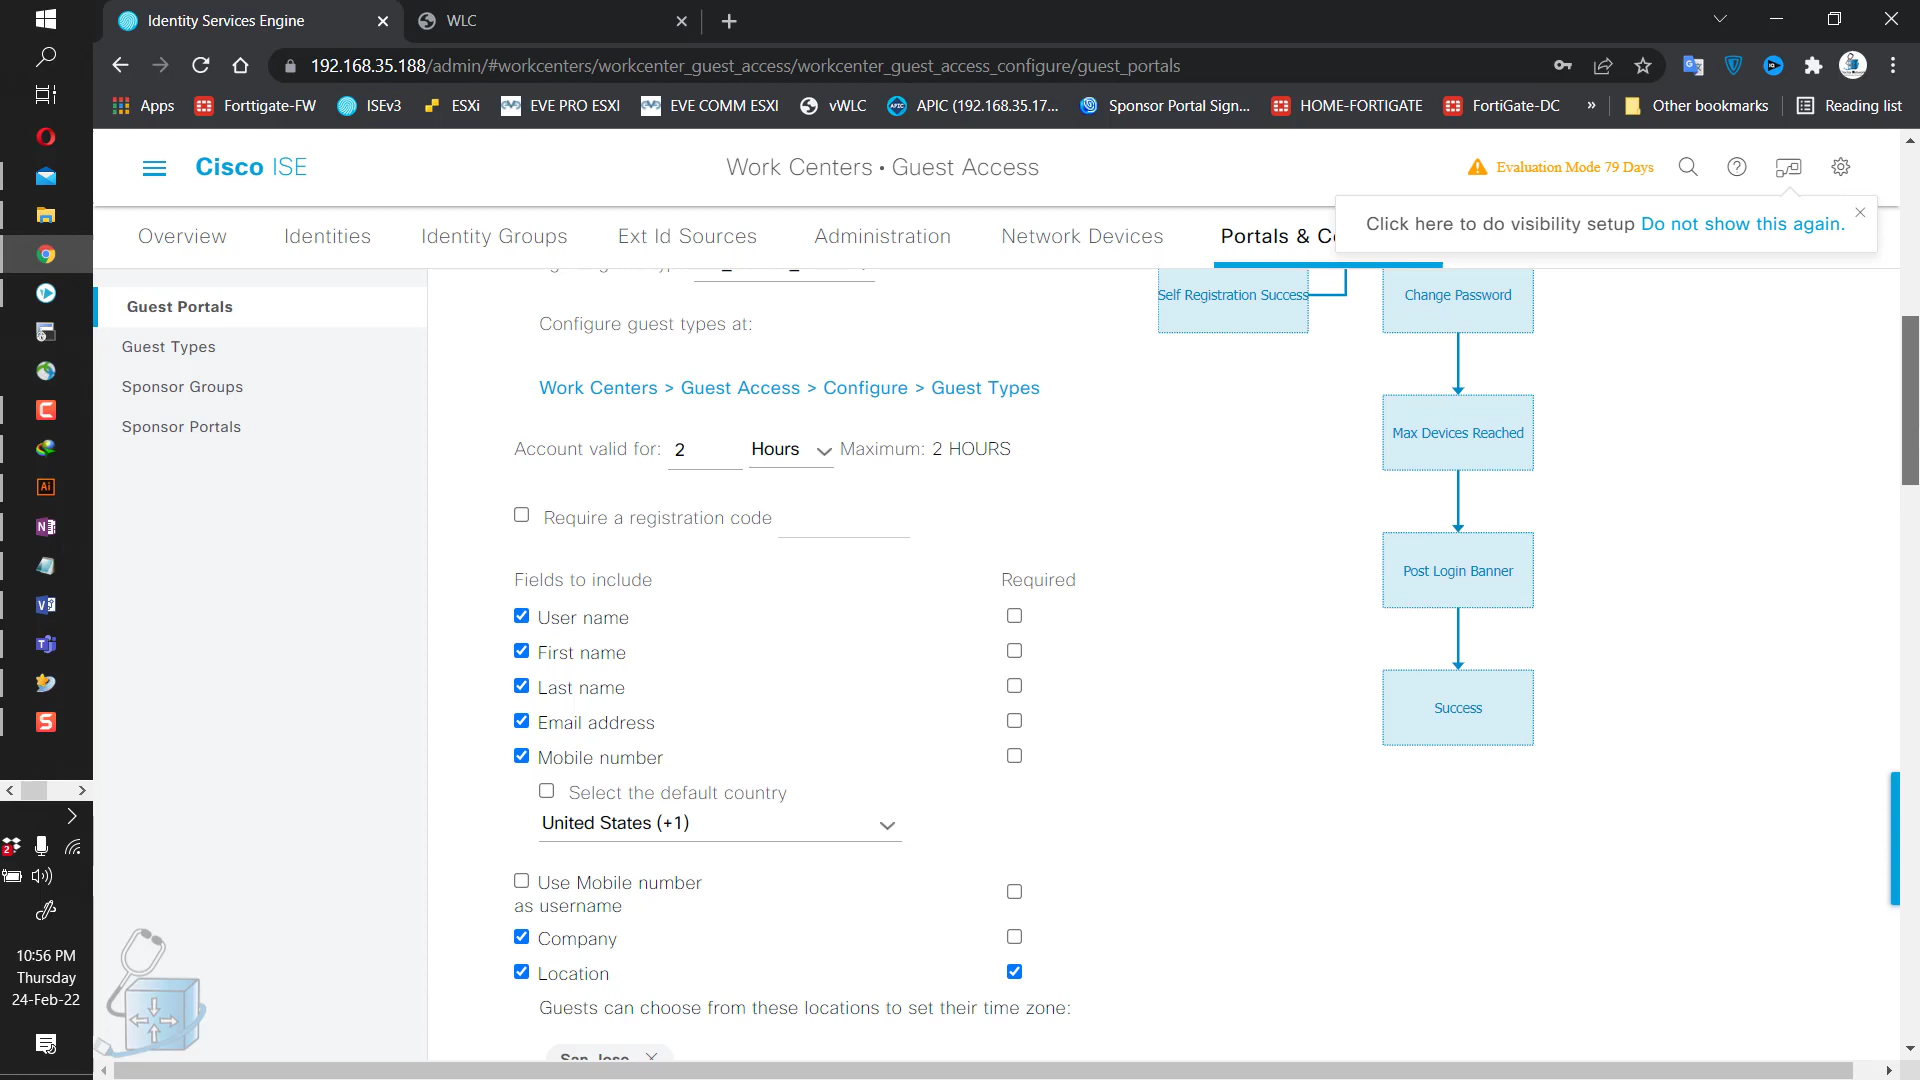 Identity Services Engine
WLC
192.168.35.188/admin/#workcenters/workcenter_guest_access/workcenter_guest_access_configure/guest_portals
Apps
Forttigate-FW
ISEv3
ESXi
EVE PRO ESXI
EVE COMM ESXI
vWLC
APIC (192.168.35.17...
Sponsor Portal Sign...
HOME-FORTIGATE
FortiGate-DC
»
Other bookmarks
Reading list
Cisco ISE
Work Centers • Guest Access
Evaluation Mode 79 Days
Click here to do visibility setup Do not show this again.
Overview
Identities
Identity Groups
Ext Id Sources
Administration
Network Devices
Portals & Co
Guest Portals
Guest Types
Sponsor Groups
Sponsor Portals
Configure guest types at:
Work Centers > Guest Access > Configure > Guest Types
Account valid for: 2 Hours Maximum: 2 HOURS
Require a registration code
Fields to include
Required
User name
First name
Last name
Email address
Mobile number
Select the default country
United States (+1)
Use Mobile number
as username
Company
Location
Guests can choose from these locations to set their time zone:
San Jose
Self Registration Success
Change Password
Max Devices Reached
Post Login Banner
Success
10:56 PM
Thursday
24-Feb-22